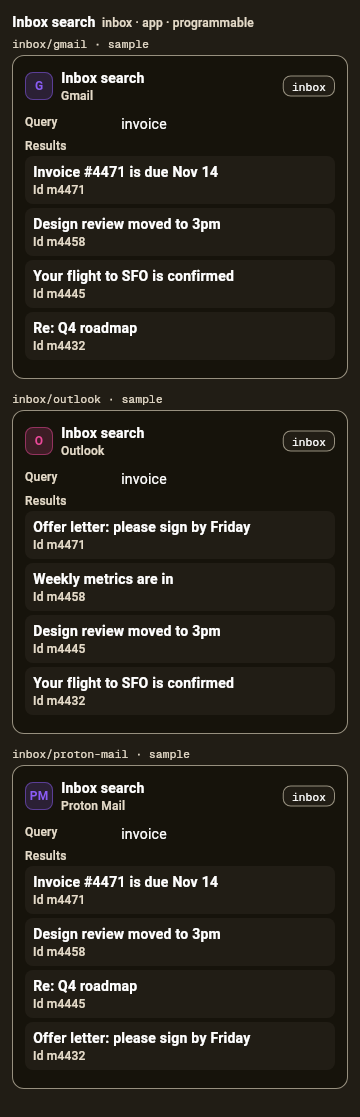 Inbox search inbox · app · programmable
inbox/gmail · sample
G
Inbox search
Gmail
inbox
Query invoice
Results
Invoice #4471 is due Nov 14
Id m4471
Design review moved to 3pm
Id m4458
Your flight to SFO is confirmed
Id m4445
Re: Q4 roadmap
Id m4432
inbox/outlook · sample
O
Inbox search
Outlook
inbox
Query invoice
Results
Offer letter: please sign by Friday
Id m4471
Weekly metrics are in
Id m4458
Design review moved to 3pm
Id m4445
Your flight to SFO is confirmed
Id m4432
inbox/proton-mail · sample
PM
Inbox search
Proton Mail
inbox
Query invoice
Results
Invoice #4471 is due Nov 14
Id m4471
Design review moved to 3pm
Id m4458
Re: Q4 roadmap
Id m4445
Offer letter: please sign by Friday
Id m4432